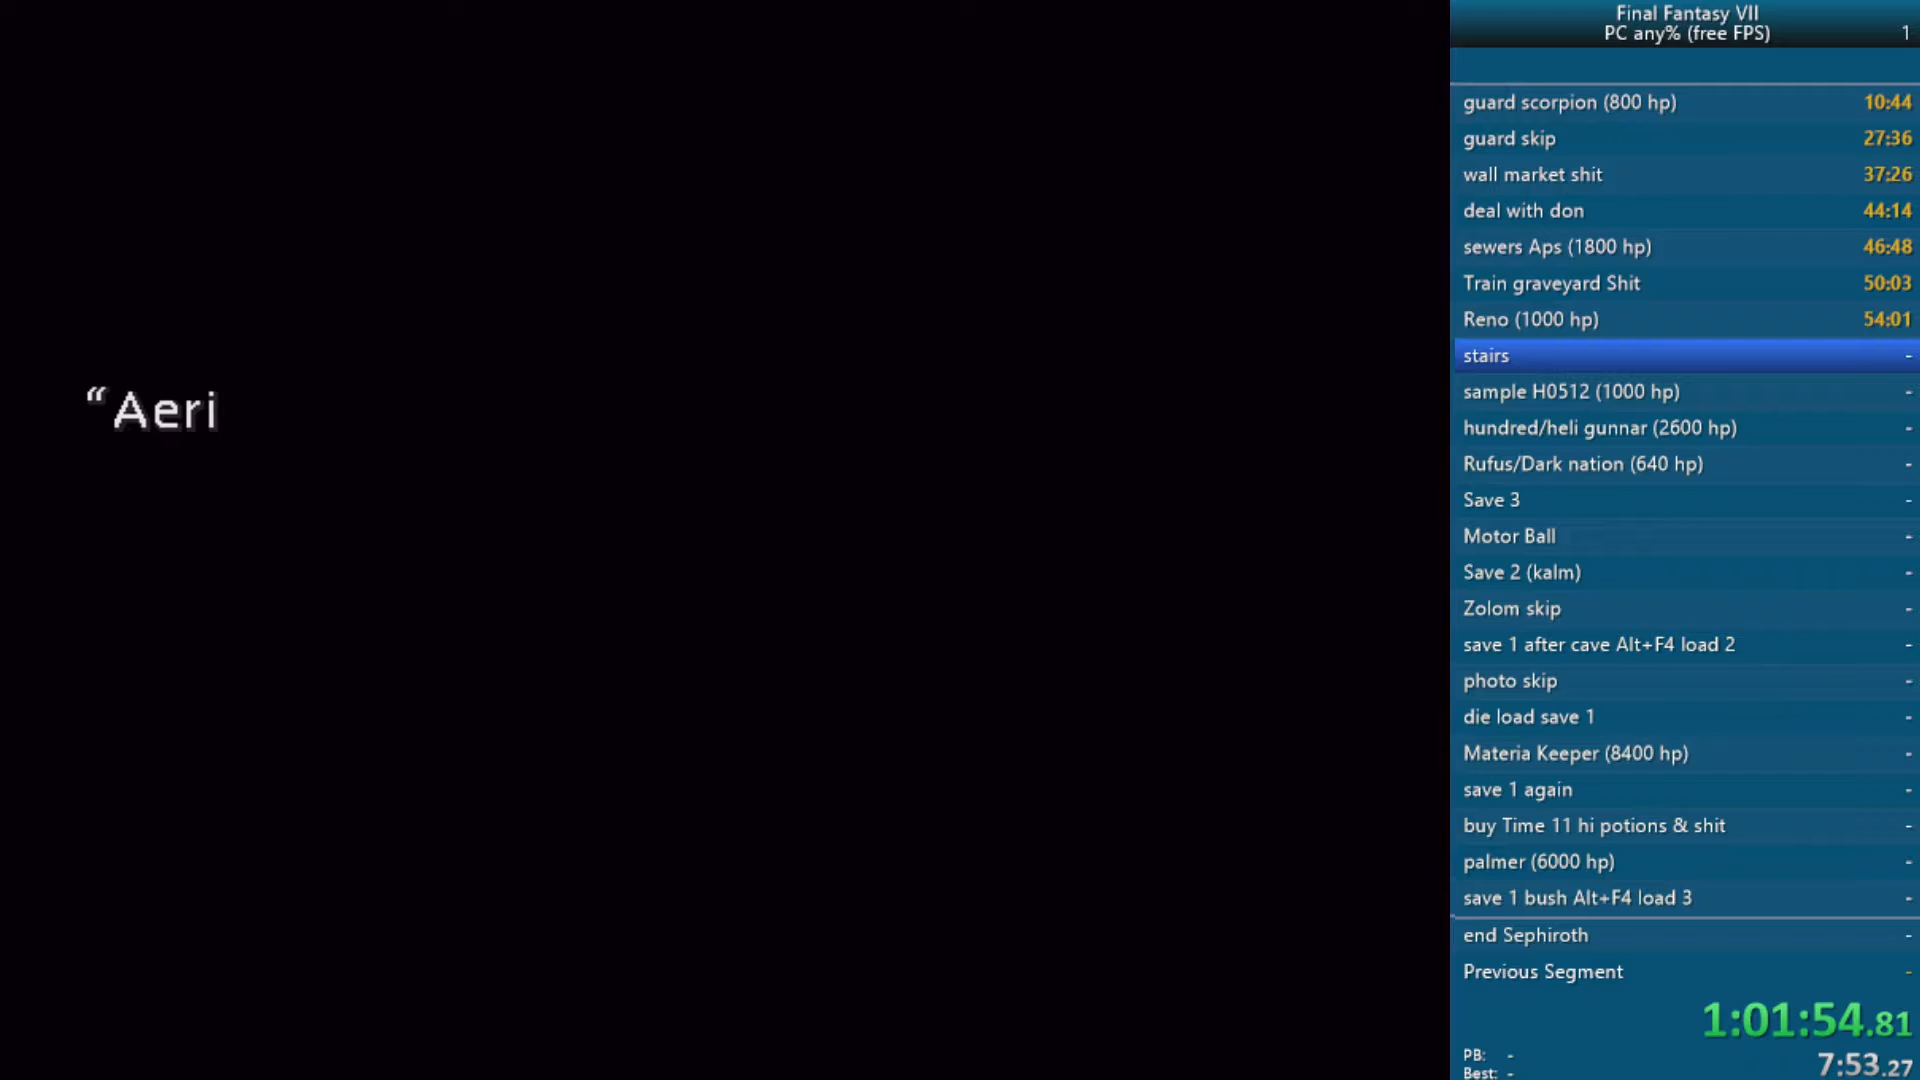 “Aeri
Final Fantasy VII
PC any% (free FPS) 1
guard scorpion (800 hp) 10:44
guard skip 27:36
wall market shit 37:26
deal with don 44:14
sewers Aps (1800 hp) 46:48
Train graveyard Shit 50:03
Reno (1000 hp) 54:01
stairs -
sample H0512 (1000 hp) -
hundred/heli gunnar (2600 hp) -
Rufus/Dark nation (640 hp) -
Save 3 -
Motor Ball -
Save 2 (kalm) -
Zolom skip -
save 1 after cave Alt+F4 load 2 -
photo skip -
die load save 1 -
Materia Keeper (8400 hp) -
save 1 again -
buy Time 11 hi potions & shit -
palmer (6000 hp) -
save 1 bush Alt+F4 load 3 -
end Sephiroth -
Previous Segment -
1:01:54.81
PB: -
Best: -
7:53.27